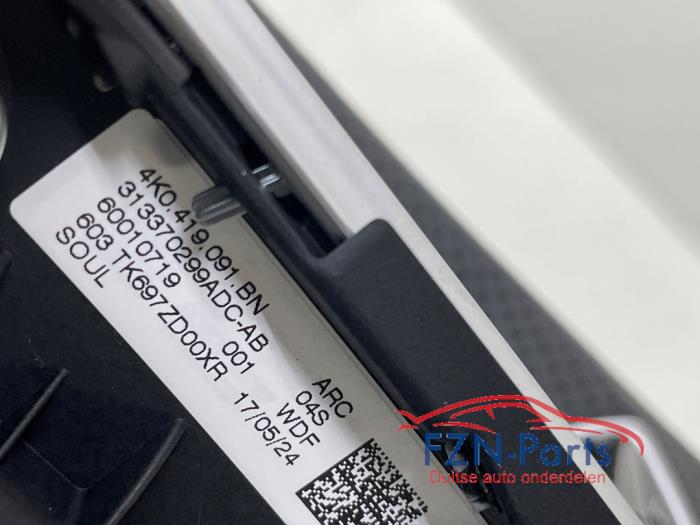 4K0.419.091.BN ARC
313370299ADC-AB 04S
60010719 001 WDF
603 TK697ZD00XR 17/05/24
SOUL
FZN-Parts
Duitse auto onderdelen